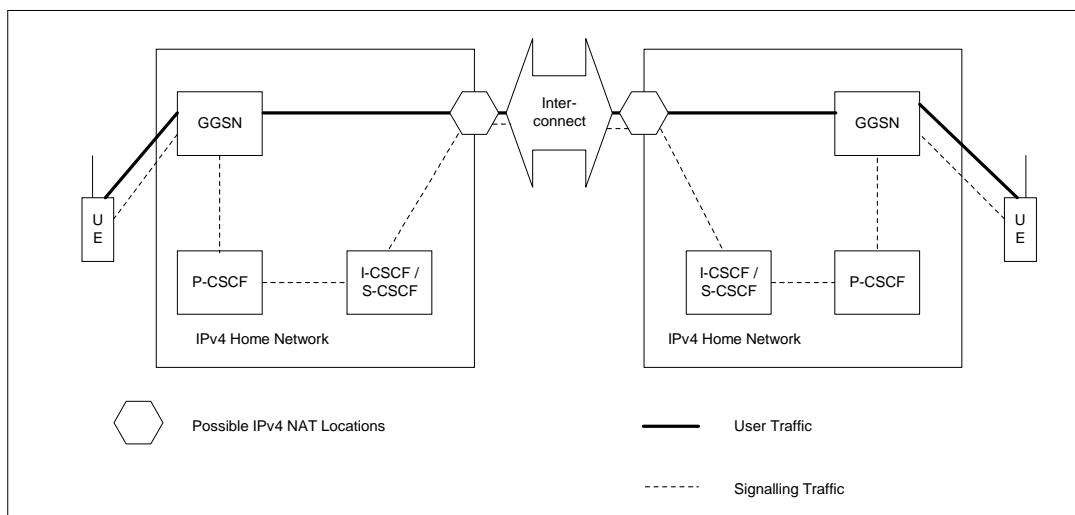 GGSN
Inter-
connect
GGSN
U
E
U
E
P-CSCF
I-CSCF /
S-CSCF
I-CSCF /
S-CSCF
P-CSCF
IPv4 Home Network
IPv4 Home Network
Possible IPv4 NAT Locations
User Traffic
Signalling Traffic